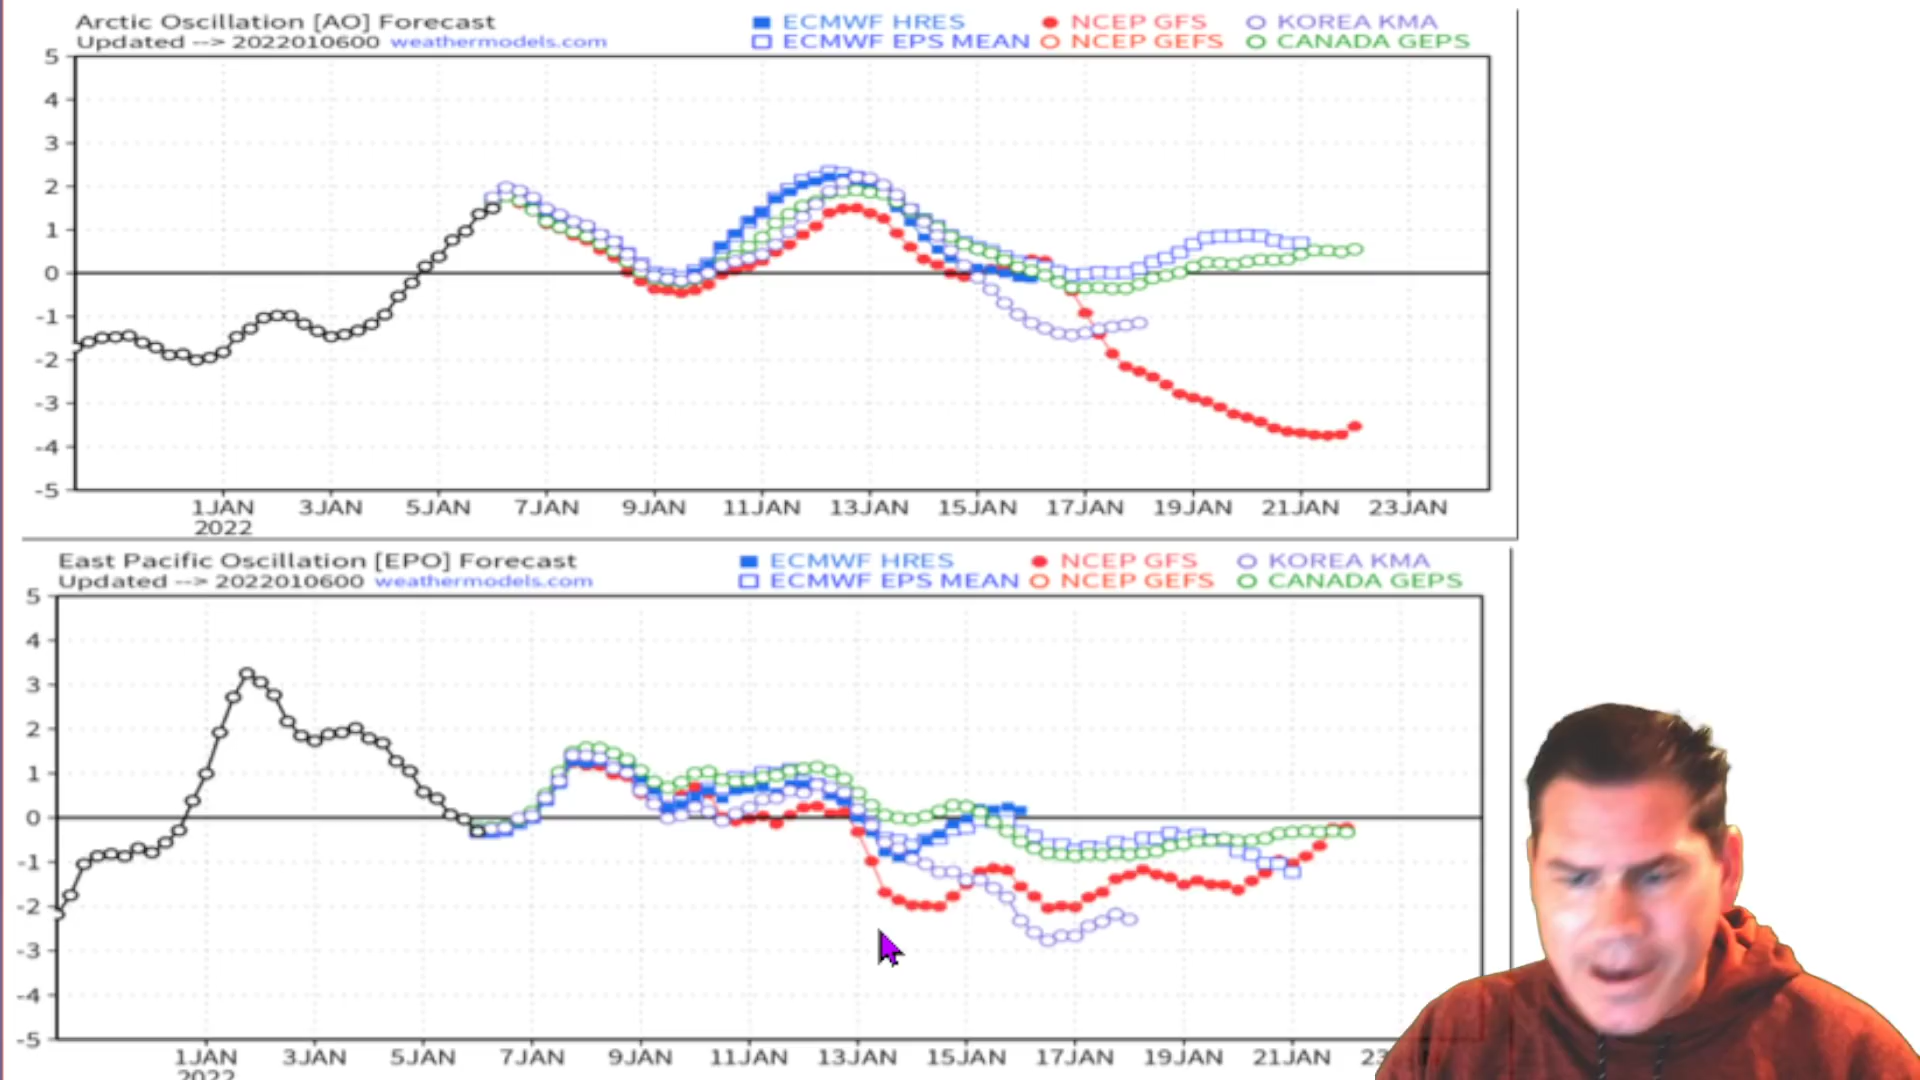 Arctic Oscillation [AO] Forecast
Updated --> 2022010600 weathermodels.com
ECMWF HRES NCEP GFS KOREA KMA
ECMWF EPS MEAN NCEP GEFS CANADA GEPS
5
4
3
2
1
0
-1
-2
-3
-4
-5
1JAN 3JAN 5JAN 7JAN 9JAN 11JAN 13JAN 15JAN 17JAN 19JAN 21JAN 23JAN
2022
East Pacific Oscillation [EPO] Forecast
Updated --> 2022010600 weathermodels.com
ECMWF HRES NCEP GFS KOREA KMA
ECMWF EPS MEAN NCEP GEFS CANADA GEPS
5
4
3
2
1
0
-1
-2
-3
-4
-5
1JAN 3JAN 5JAN 7JAN 9JAN 11JAN 13JAN 15JAN 17JAN 19JAN 21JAN 23
2022